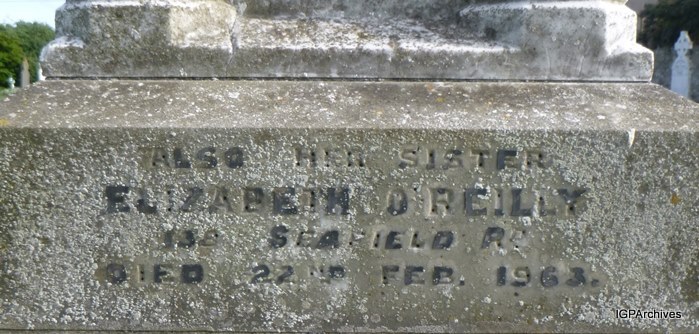 ALSO HER SISTER
ELIZABETH O'REILLY
SEAFIELD RD
DIED 22ND FEB. 1963.
IGPArchives